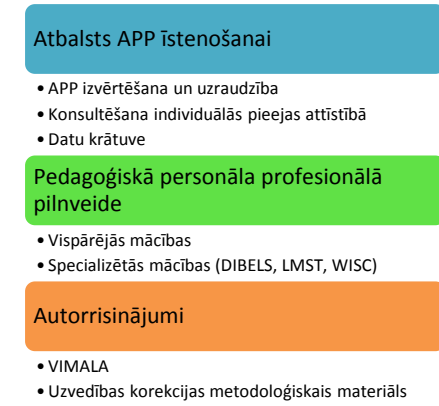 Atbalsts APP īstenošanai
• APP izvērtēšana un uzraudzība
• Konsultēšana individuālās pieejas attīstībā
• Datu krātuve
Pedagoģiskā personāla profesionālā
pilnveide
• Vispārējās mācības
• Specializētās mācības (DIBELS, LMST, WISC)
Autorrisinājumi
• VIMALA
• Uzvedības korekcijas metodoloģiskais materiāls